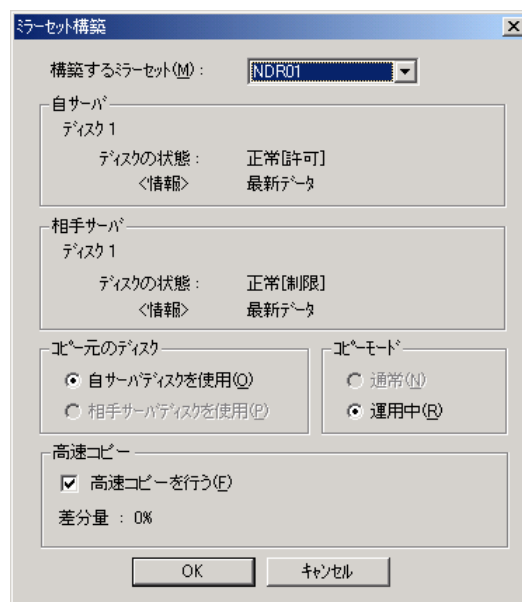 ﾐﾗｰｾｯﾄ構築
構築するﾐﾗｰｾｯﾄ(M)： NDR01
自ｻｰﾊﾞ
ﾃﾞｨｽｸ 1
ﾃﾞｨｽｸの状態： 正常[許可]
<情報> 最新ﾃﾞｰﾀ
相手ｻｰﾊﾞ
ﾃﾞｨｽｸ 1
ﾃﾞｨｽｸの状態： 正常[制限]
<情報> 最新ﾃﾞｰﾀ
ｺﾋﾟｰ元のﾃﾞｨｽｸ
自ｻｰﾊﾞﾃﾞｨｽｸを使用(O)
相手ｻｰﾊﾞﾃﾞｨｽｸを使用(P)
ｺﾋﾟｰﾓｰﾄﾞ
通常(N)
運用中(R)
高速コピー
高速コピーを行う(F)
差分量 ： 0%
OK ｷｬﾝｾﾙ